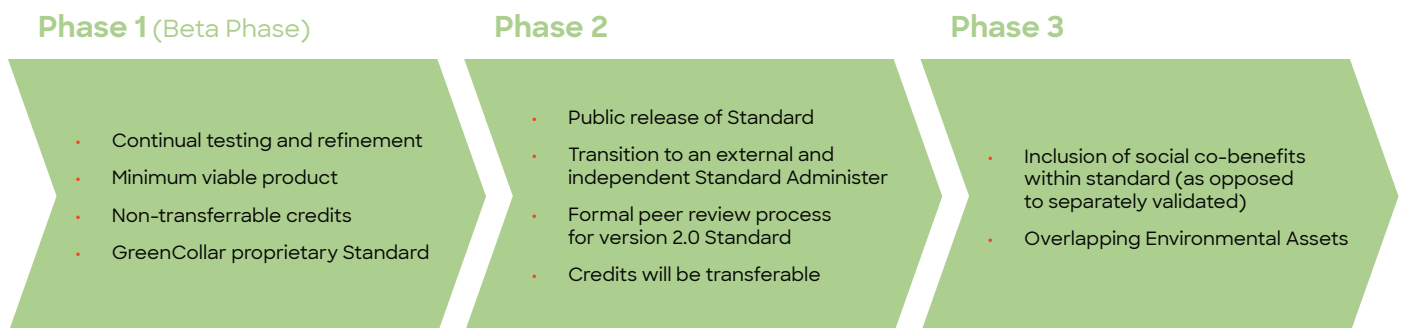 Phase 1 (Beta Phase)
• Continual testing and refinement
• Minimum viable product
• Non-transferrable credits
• GreenCollar proprietary Standard
Phase 2
• Public release of Standard
• Transition to an external and
independent Standard Administer
• Formal peer review process
for version 2.0 Standard
• Credits will be transferable
Phase 3
• Inclusion of social co-benefits
within standard (as opposed
to separately validated)
• Overlapping Environmental Assets